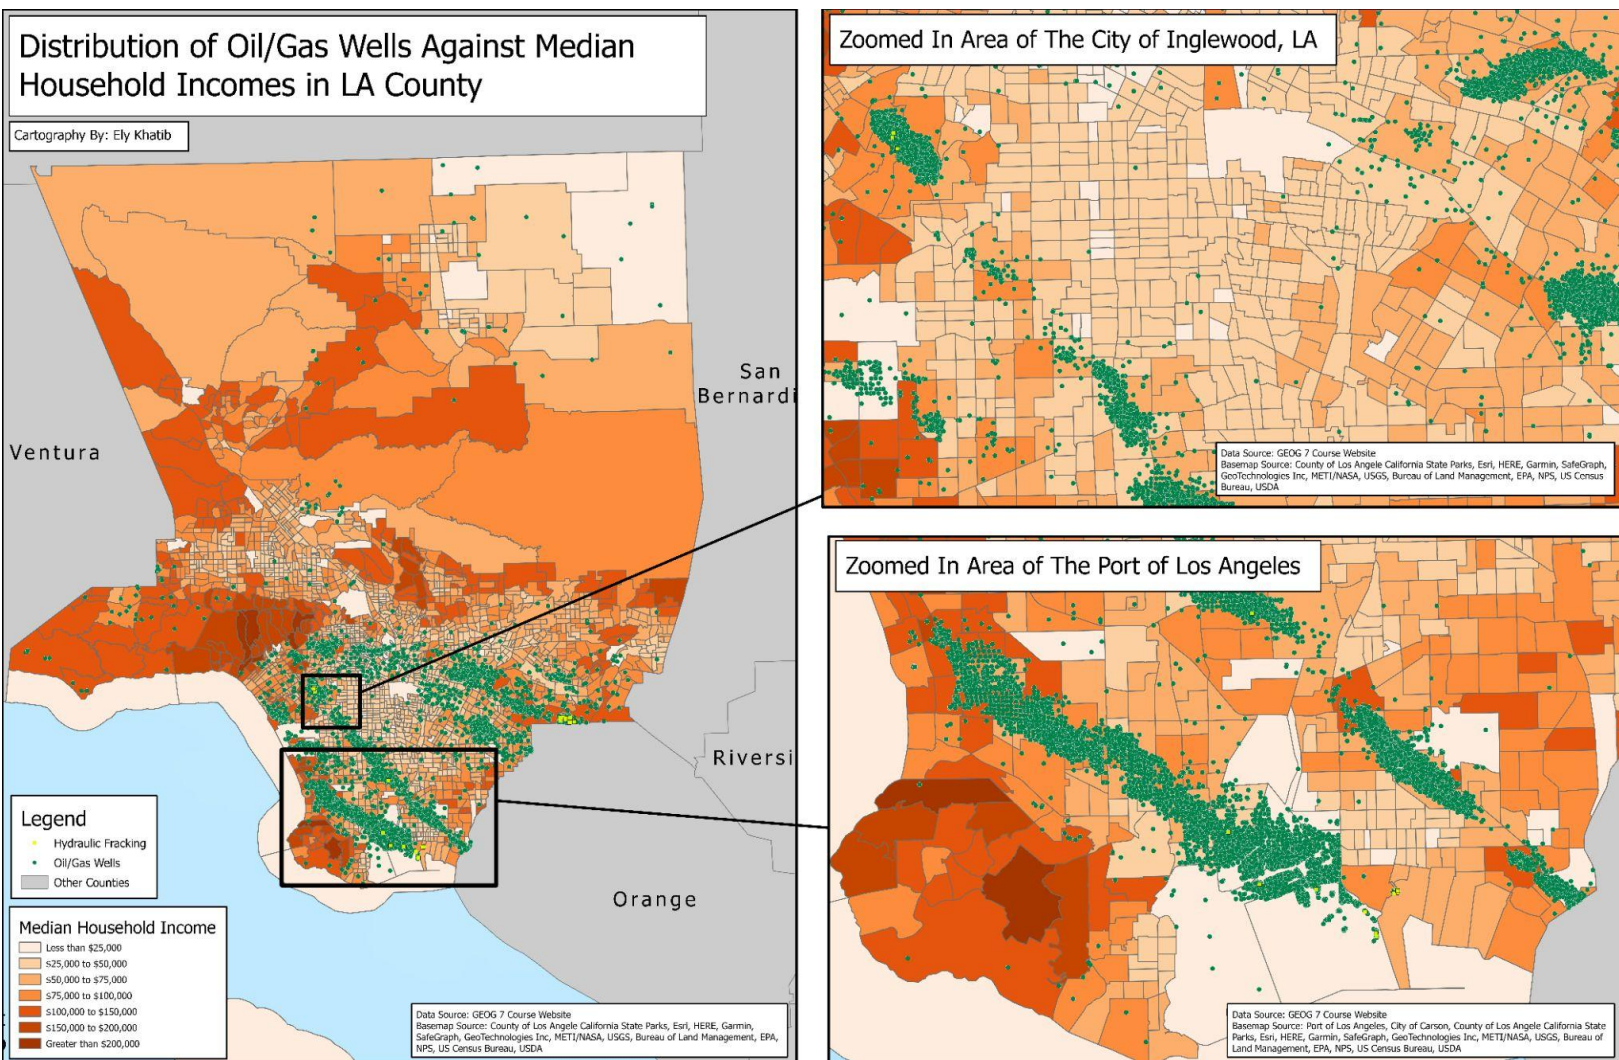 Distribution of Oil/Gas Wells Against Median
Household Incomes in LA County
Cartography By: Ely Khatib
San
Bernardi
Ventura
Riversi
Orange
Legend
Hydraulic Fracking
Oil/Gas Wells
Other Counties
Median Household Income
Less than $25,000
$25,000 to $50,000
$50,000 to $75,000
$75,000 to $100,000
$100,000 to $150,000
$150,000 to $200,000
Greater than $200,000
Data Source: GEOG 7 Course Website
Basemap Source: County of Los Angele California State Parks, Esri, HERE, Garmin,
SafeGraph, GeoTechnologies Inc, METI/NASA, USGS, Bureau of Land Management, EPA,
NPS, US Census Bureau, USDA
Zoomed In Area of The City of Inglewood, LA
Data Source: GEOG 7 Course Website
Basemap Source: County of Los Angele California State Parks, Esri, HERE, Garmin, SafeGraph,
GeoTechnologies Inc, METI/NASA, USGS, Bureau of Land Management, EPA, NPS, US Census
Bureau, USDA
Zoomed In Area of The Port of Los Angeles
Data Source: GEOG 7 Course Website
Basemap Source: Port of Los Angeles, City of Carson, County of Los Angele California State
Parks, Esri, HERE, Garmin, SafeGraph, GeoTechnologies Inc, METI/NASA, USGS, Bureau of
Land Management, EPA, NPS, US Census Bureau, USDA